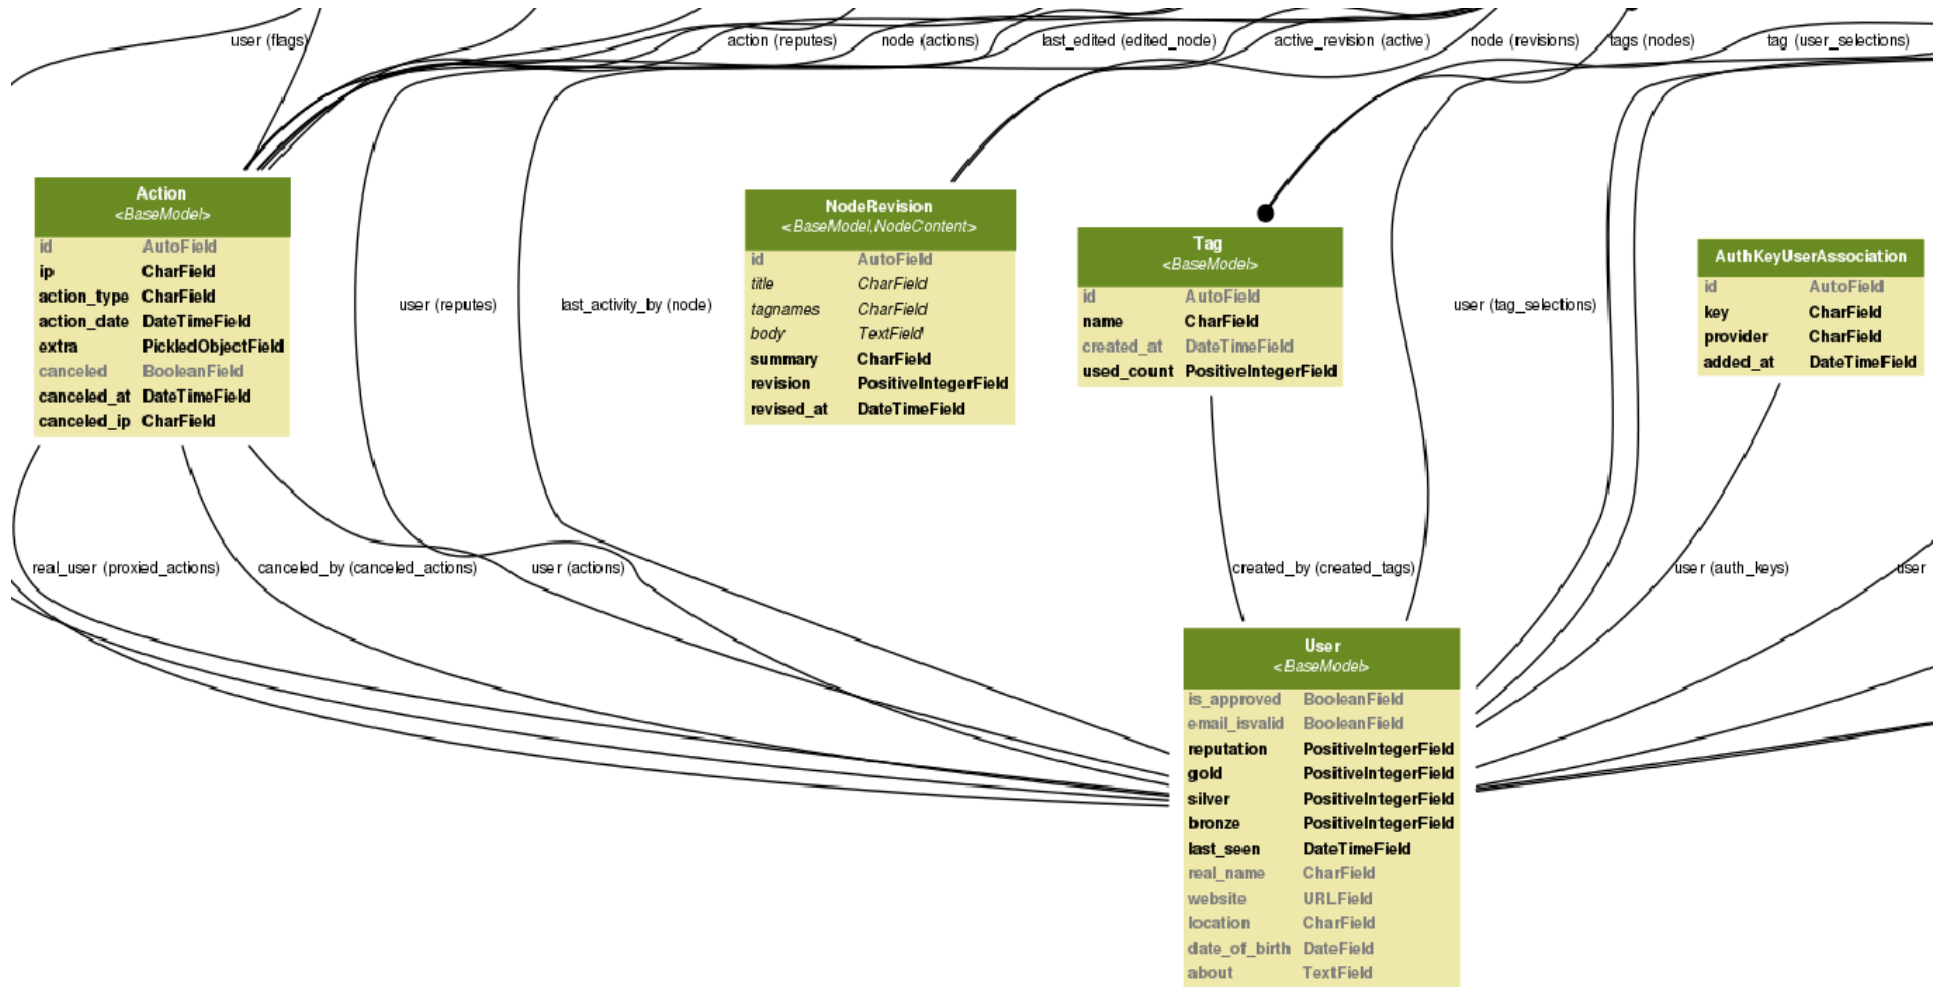 user (flags)
action (reputes)
node (actions)
last_edited (edited_node)
active_revision (active)
node (revisions)
tags (nodes)
tag (user_selections)
Action
<BaseModel>
id AutoField
ip CharField
action_type CharField
action_date DateTimeField
extra PickledObjectField
canceled BooleanField
canceled_at DateTimeField
canceled_ip CharField
user (reputes)
last_activity_by (node)
NodeRevision
<BaseModel,NodeContent>
id AutoField
title CharField
tagnames CharField
body TextField
summary CharField
revision PositiveIntegerField
revised_at DateTimeField
Tag
<BaseModel>
id AutoField
name CharField
created_at DateTimeField
used_count PositiveIntegerField
user (tag_selections)
AuthKeyUserAssociation
id AutoField
key CharField
provider CharField
added_at DateTimeField
real_user (proxied_actions)
canceled_by (canceled_actions)
user (actions)
created_by (created_tags)
user (auth_keys)
user
User
<BaseModel>
is_approved BooleanField
email_isvalid BooleanField
reputation PositiveIntegerField
gold PositiveIntegerField
silver PositiveIntegerField
bronze PositiveIntegerField
last_seen DateTimeField
real_name CharField
website URLField
location CharField
date_of_birth DateField
about TextField